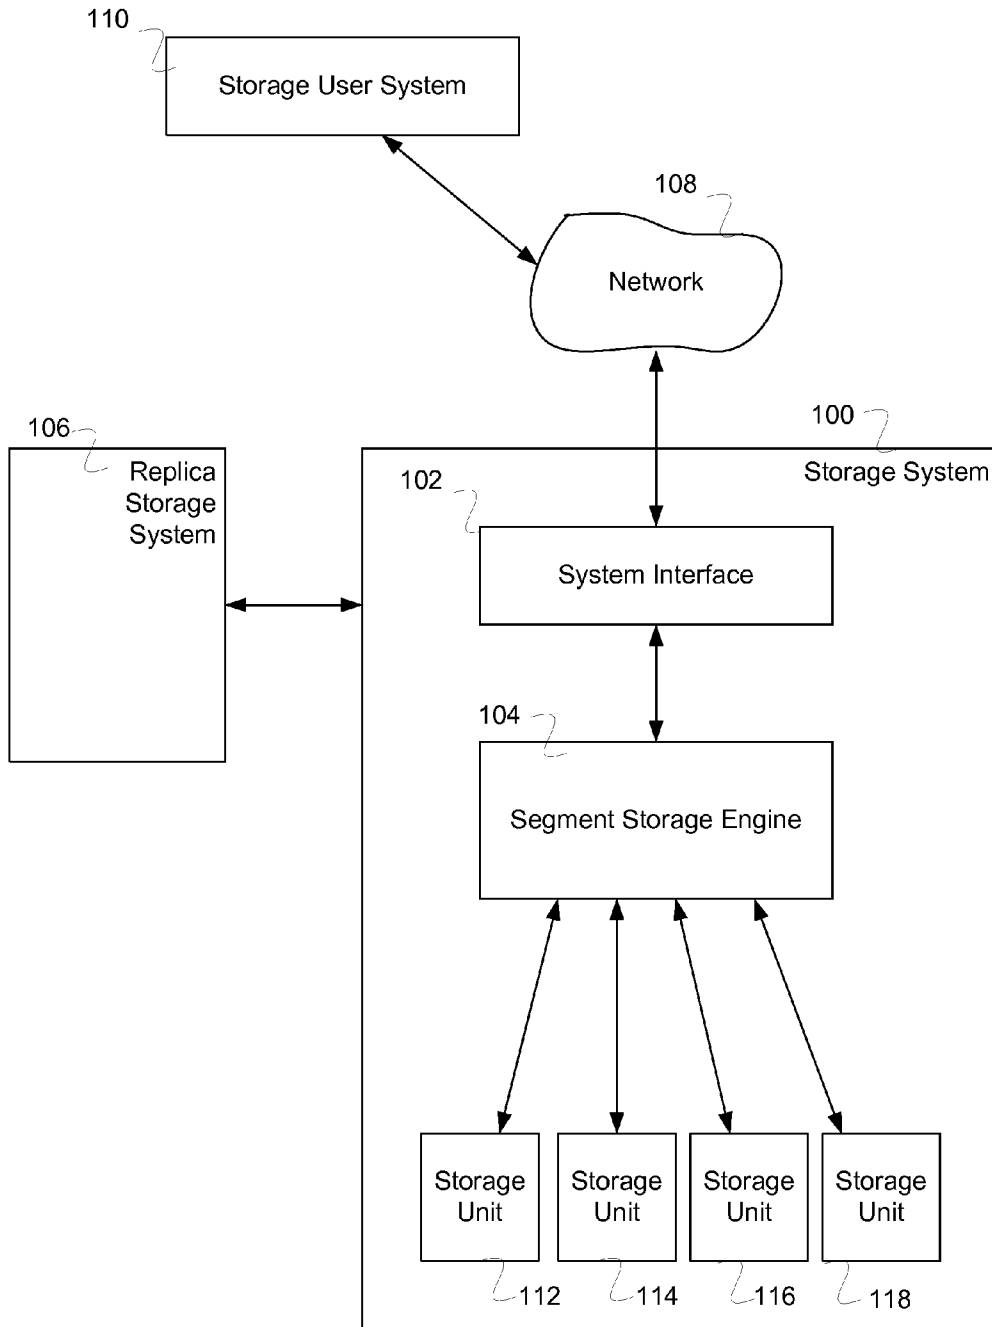 110
Storage User System
108
Network
106
Replica
Storage
System
100
Storage System
102
System Interface
104
Segment Storage Engine
Storage
Unit
Storage
Unit
Storage
Unit
Storage
Unit
112
114
116
118